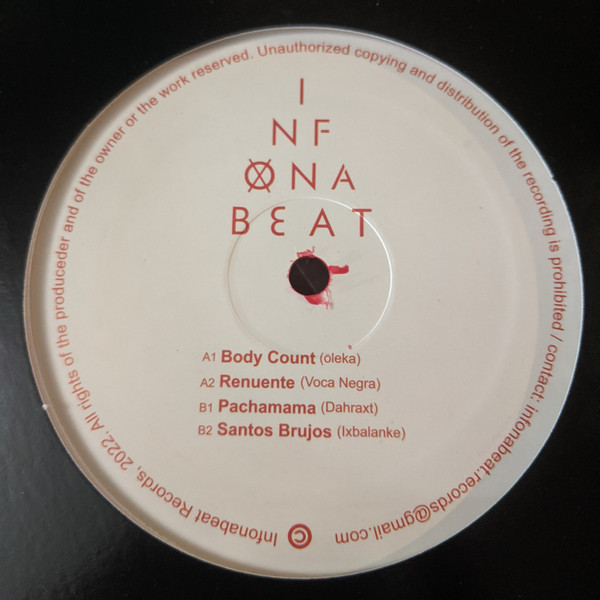 I
NF
ØNA
BEAT
A1 Body Count (öleka)
A2 Renuente (Voca Negra)
B1 Pachamama (Dahraxt)
B2 Santos Brujos (Ixbalanke)
© Infonabeat Records, 2022. All rights of the produceder and of the owner or the work reserved. Unauthorized copying and distribution of the recording is prohibited / contact: infonabeat.records@gmail.com